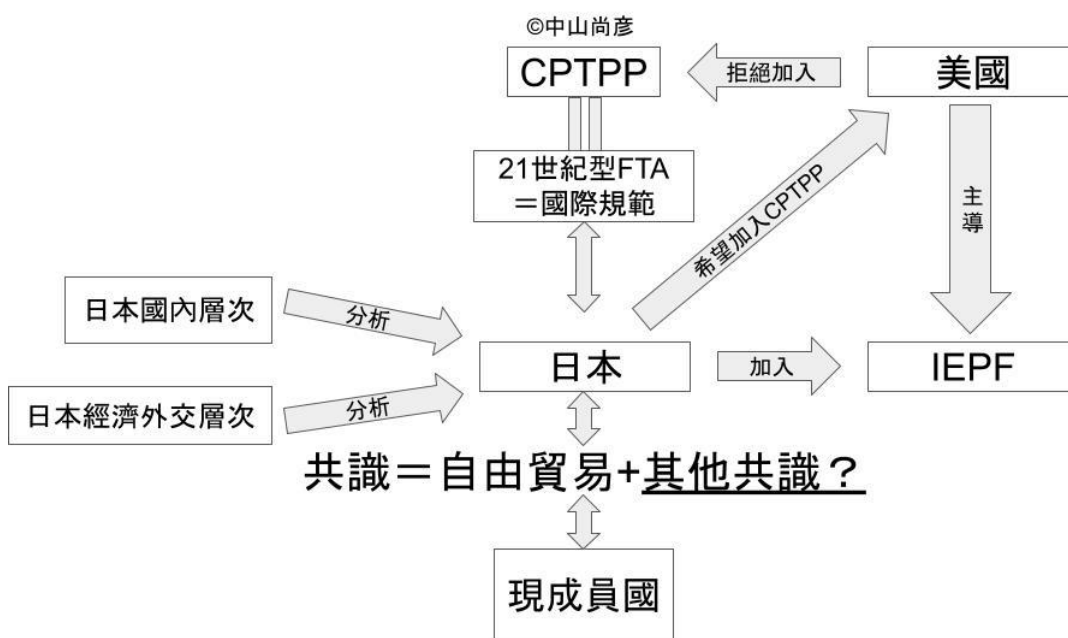 ©中山尚彦
CPTPP
拒絕加入
美國
21世紀型FTA
＝國際規範
希望加入CPTPP
主導
日本國內層次
分析
日本
加入
IEPF
日本經濟外交層次
分析
共識＝自由貿易+其他共識？
現成員國